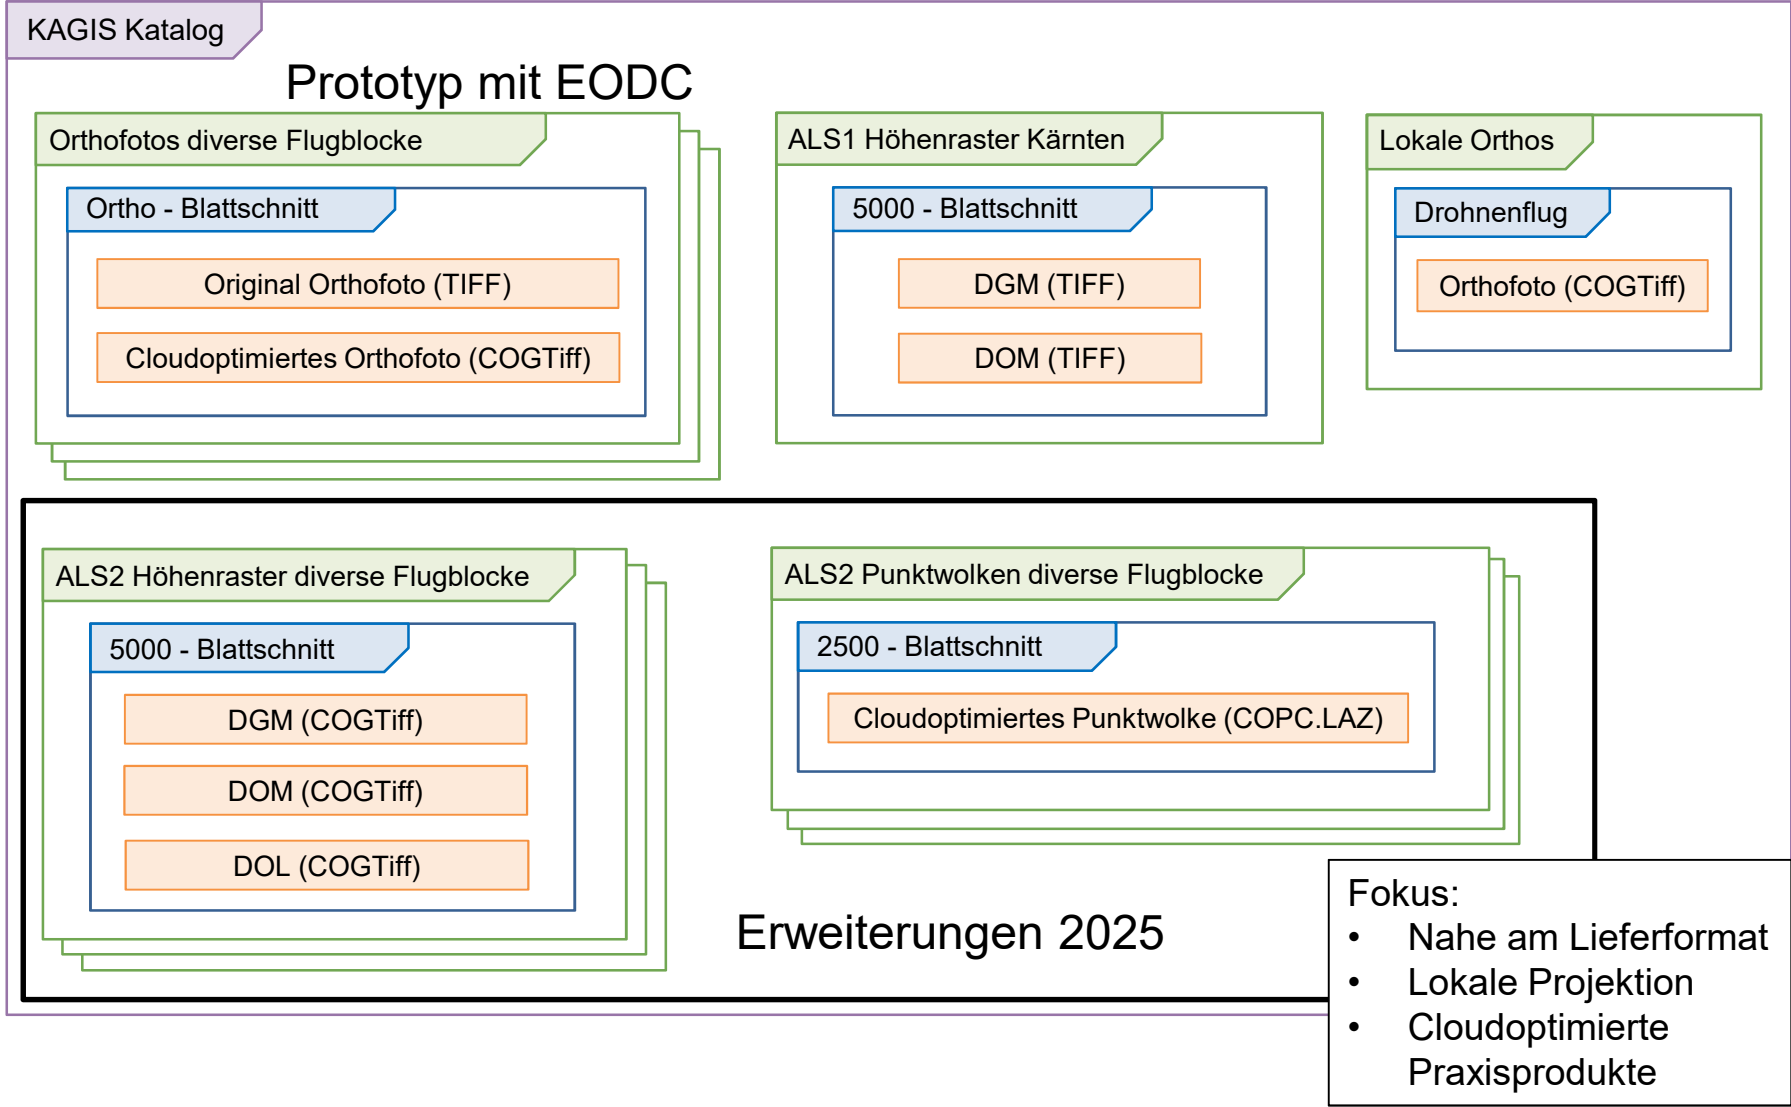 KAGIS Katalog
Prototyp mit EODC
Orthofotos diverse Flugblocke
Ortho - Blattschnitt
Original Orthofoto (TIFF)
Cloudoptimiertes Orthofoto (COGTiff)
ALS1 Höhenraster Kärnten
5000 - Blattschnitt
DGM (TIFF)
DOM (TIFF)
Lokale Orthos
Drohnenflug
Orthofoto (COGTiff)
ALS2 Höhenraster diverse Flugblocke
5000 - Blattschnitt
DGM (COGTiff)
DOM (COGTiff)
DOL (COGTiff)
ALS2 Punktwolken diverse Flugblocke
2500 - Blattschnitt
Cloudoptimiertes Punktwolke (COPC.LAZ)
Erweiterungen 2025
Fokus:
• Nahe am Lieferformat
• Lokale Projektion
• Cloudoptimierte
Praxisprodukte